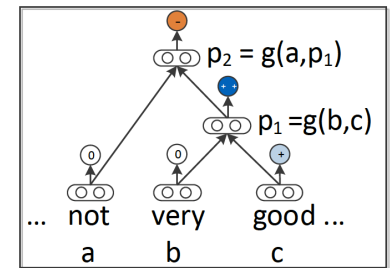 -
p₂ = g(a,p₁)
+ +
p₁ =g(b,c)
0 0 +
... not very good ...
a b c